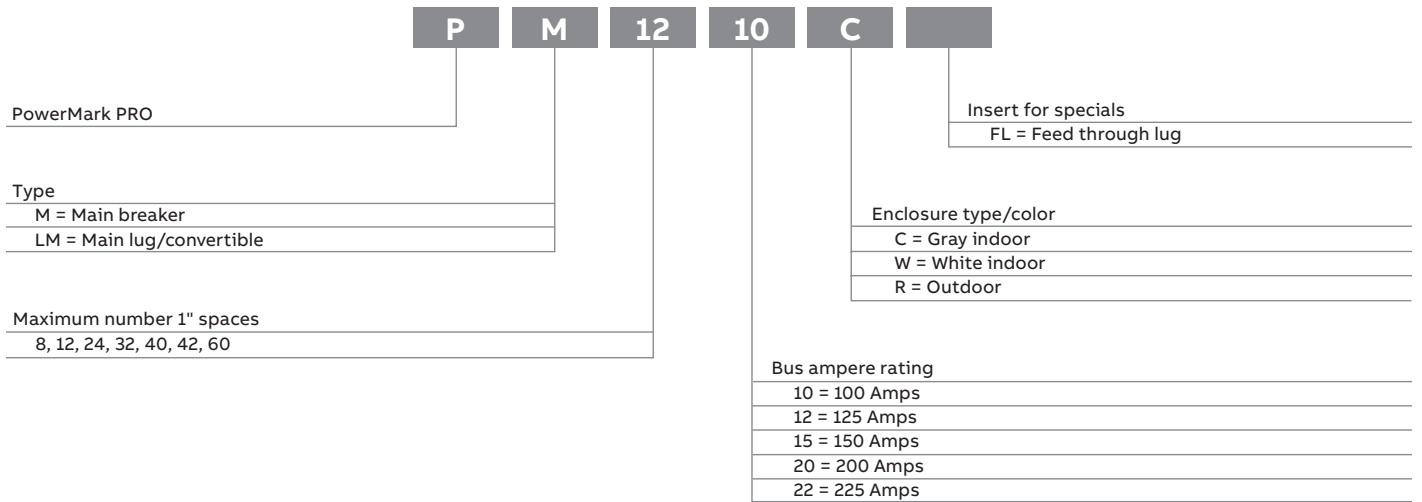 P M 12 10 C
PowerMark PRO
Type
M = Main breaker
LM = Main lug/convertible
Maximum number 1" spaces
8, 12, 24, 32, 40, 42, 60
Insert for specials
FL = Feed through lug
Enclosure type/color
C = Gray indoor
W = White indoor
R = Outdoor
Bus ampere rating
10 = 100 Amps
12 = 125 Amps
15 = 150 Amps
20 = 200 Amps
22 = 225 Amps